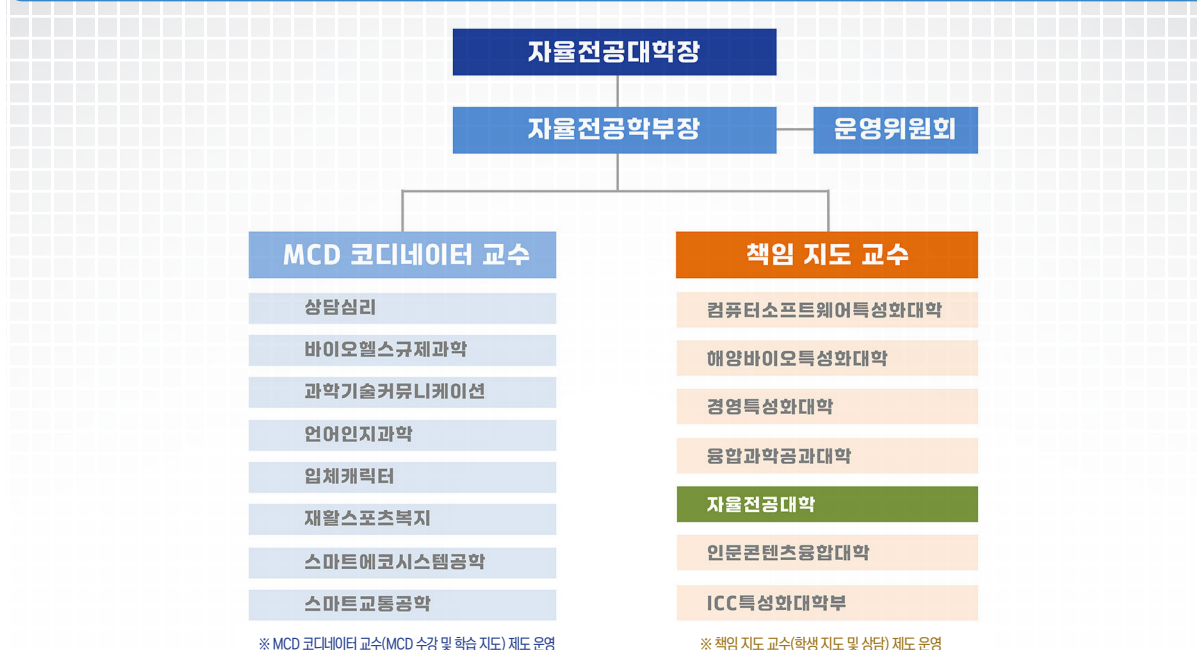 자율전공대학장
자율전공학부장
운영위원회
MCD 코디네이터 교수
상담심리
바이오헬스규제과학
과학기술커뮤니케이션
언어인지과학
입체캐릭터
재활스포츠복지
스마트에코시스템공학
스마트교통공학
※ MCD 코디네이터 교수(MCD 수강 및 학습 지도) 제도 운영
책임 지도 교수
컴퓨터소프트웨어특성화대학
해양바이오특성화대학
경영특성화대학
융합과학공과대학
자율전공대학
인문콘텐츠융합대학
ICC특성화대학부
※ 책임 지도 교수(학생 지도 및 상담) 제도 운영